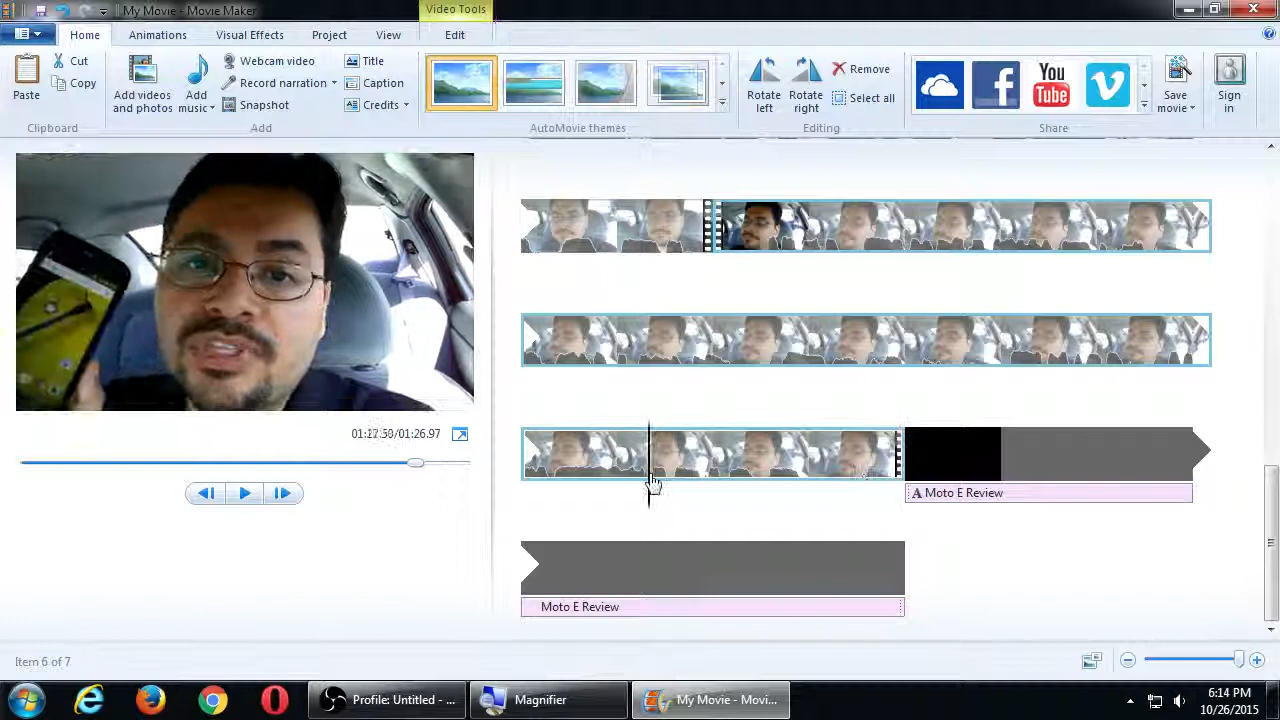 My Movie - Movie Maker
Video Tools
Home
Animations
Visual Effects
Project
View
Edit
Paste
Cut
Copy
Clipboard
Add videos and photos
Add music
Webcam video
Record narration
Snapshot
Title
Caption
Credits
Add
AutoMovie themes
Rotate left
Rotate right
Remove
Select all
Editing
You
Tube
Share
Save movie
Sign in
/01:26.97
Moto E Review
Moto E Review
Item 6 of 7
Profile: Untitled - ...
Magnifier
My Movie - Movi...
6:14 PM
10/26/2015